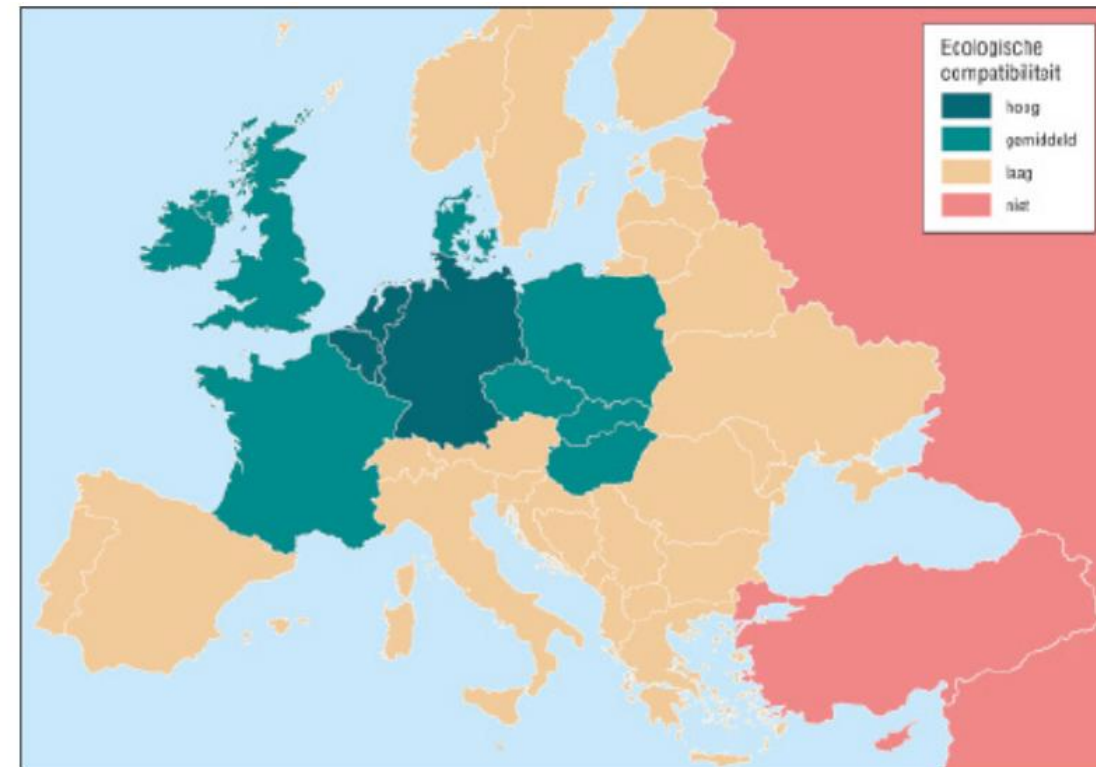 Ecologische
compatibiliteit
hoog
gemiddeld
laag
niet